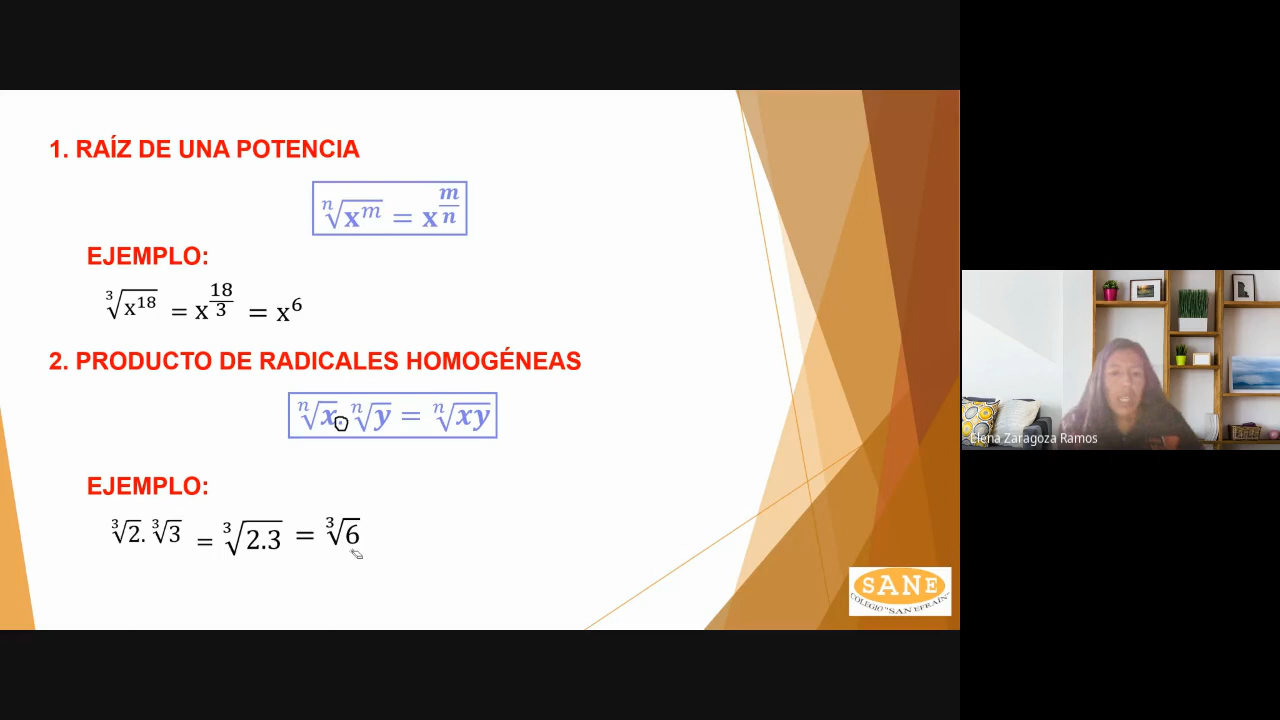 1. RAÍZ DE UNA POTENCIA
ⁿ√xᵐ = x^(m/n)
EJEMPLO:
³√x¹⁸ = x^(18/3) = x⁶
2. PRODUCTO DE RADICALES HOMOGÉNEAS
ⁿ√x . ⁿ√y = ⁿ√xy
EJEMPLO:
³√2. ³√3 = ³√2.3 = ³√6
SANE
COLEGIO "SAN EFRAIN"
Elena Zaragoza Ramos